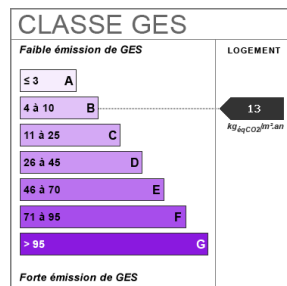 CLASSE GES
Faible émission de GES
LOGEMENT
≤ 3 A
4 à 10 B
13
kgéqCO2/m².an
11 à 25 C
26 à 45 D
46 à 70 E
71 à 95 F
> 95 G
Forte émission de GES